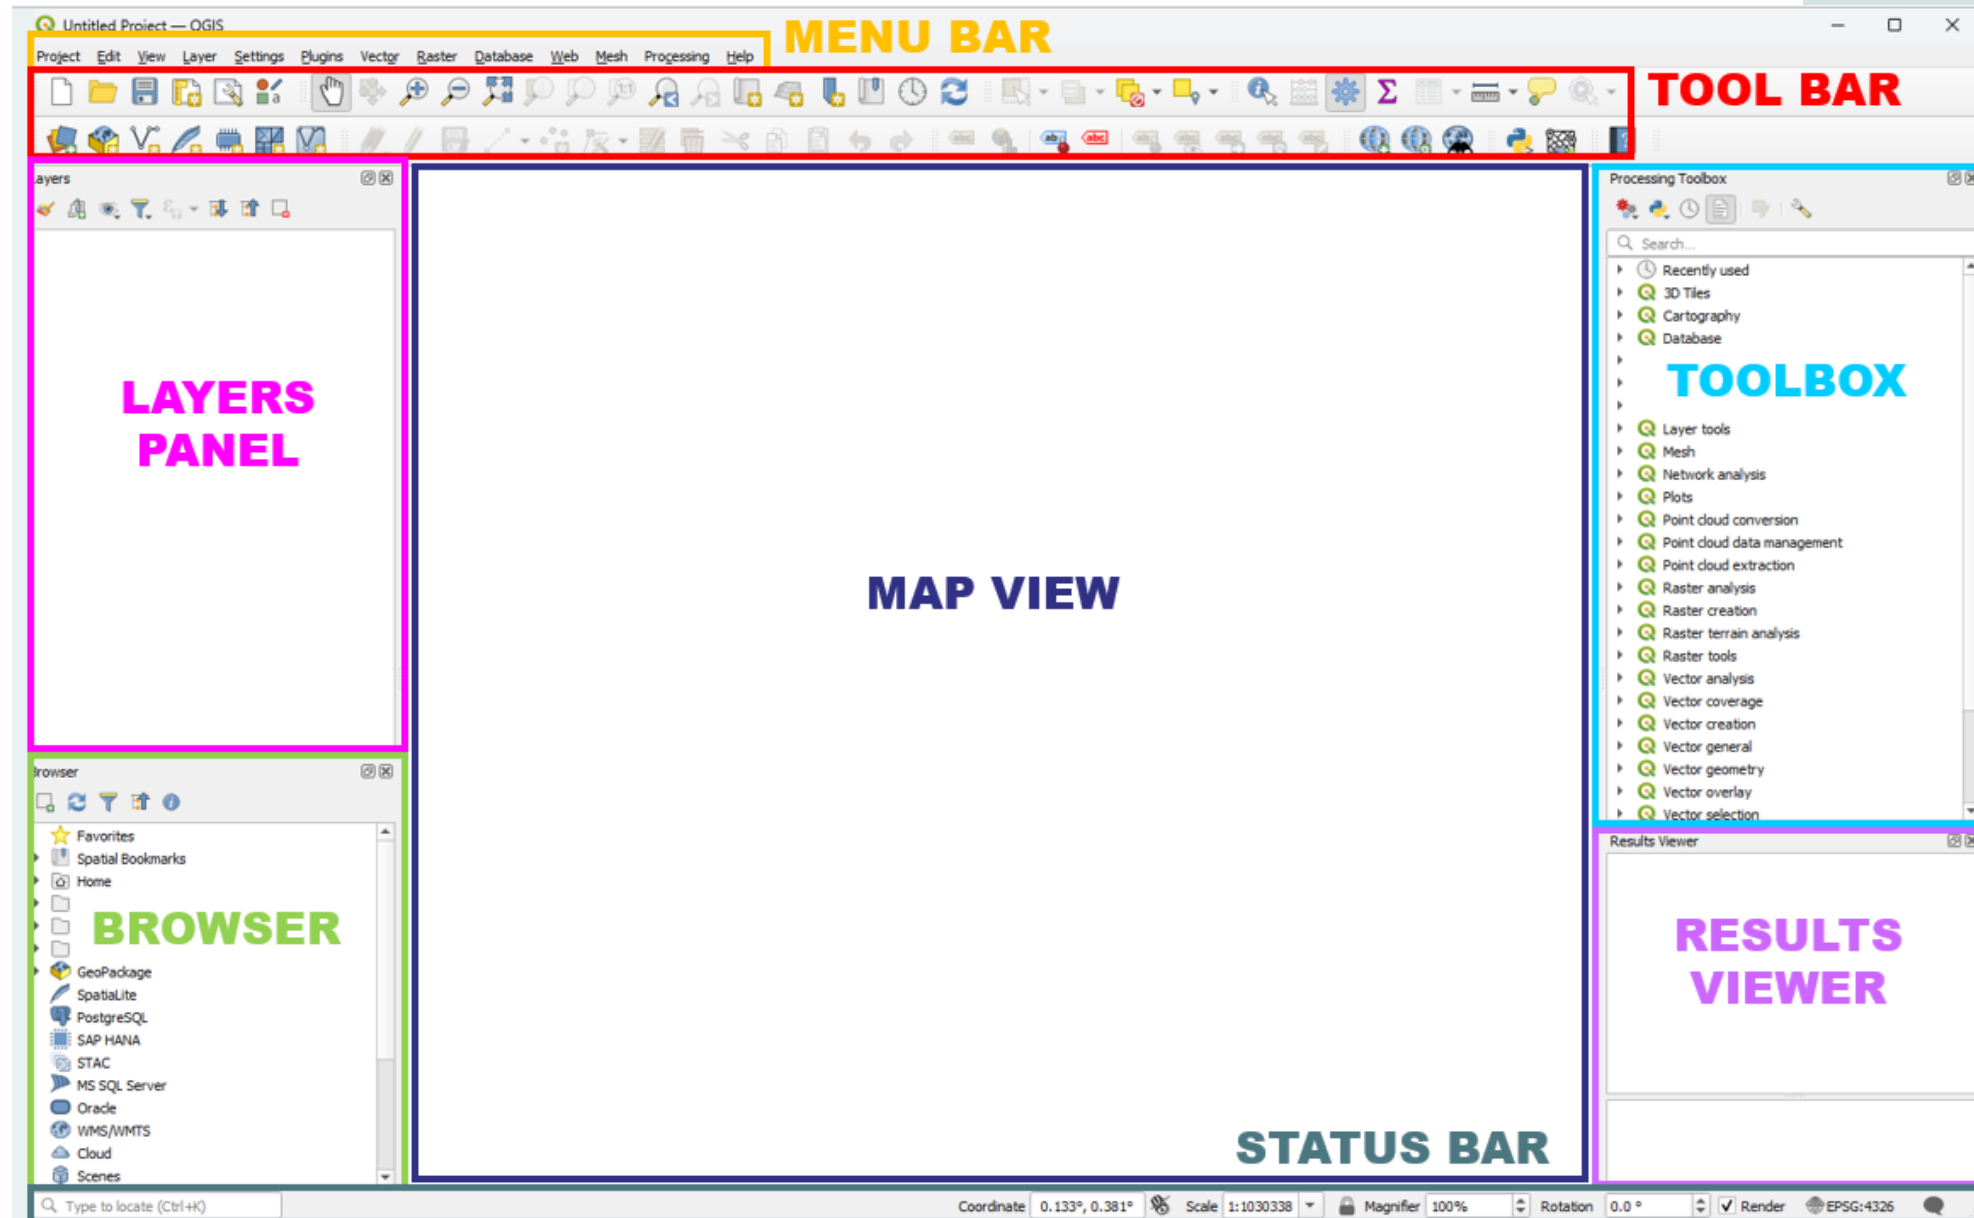 Untitled Project — QGIS
MENU BAR
Project Edit View Layer Settings Plugins Vector Raster Database Web Mesh Processing Help
TOOL BAR
ayers
LAYERS
PANEL
rowser
Favorites
Spatial Bookmarks
Home
BROWSER
GeoPackage
SpatiaLite
PostgreSQL
SAP HANA
STAC
MS SQL Server
Oracle
WMS/WMTS
Cloud
Scenes
MAP VIEW
Processing Toolbox
Search...
Recently used
3D Tiles
Cartography
Database
TOOLBOX
Layer tools
Mesh
Network analysis
Plots
Point cloud conversion
Point cloud data management
Point cloud extraction
Raster analysis
Raster creation
Raster terrain analysis
Raster tools
Vector analysis
Vector coverage
Vector creation
Vector general
Vector geometry
Vector overlay
Vector selection
Results Viewer
RESULTS
VIEWER
STATUS BAR
Type to locate (Ctrl+K) Coordinate 0.133°, 0.381° Scale 1:1030338 Magnifier 100% Rotation 0.0 ° Render EPSG:4326